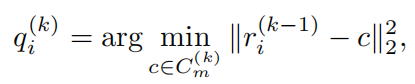 $q_i^{(k)} = \arg \min_{c \in C_m^{(k)}} \| r_i^{(k-1)} - c \|_2^2,$